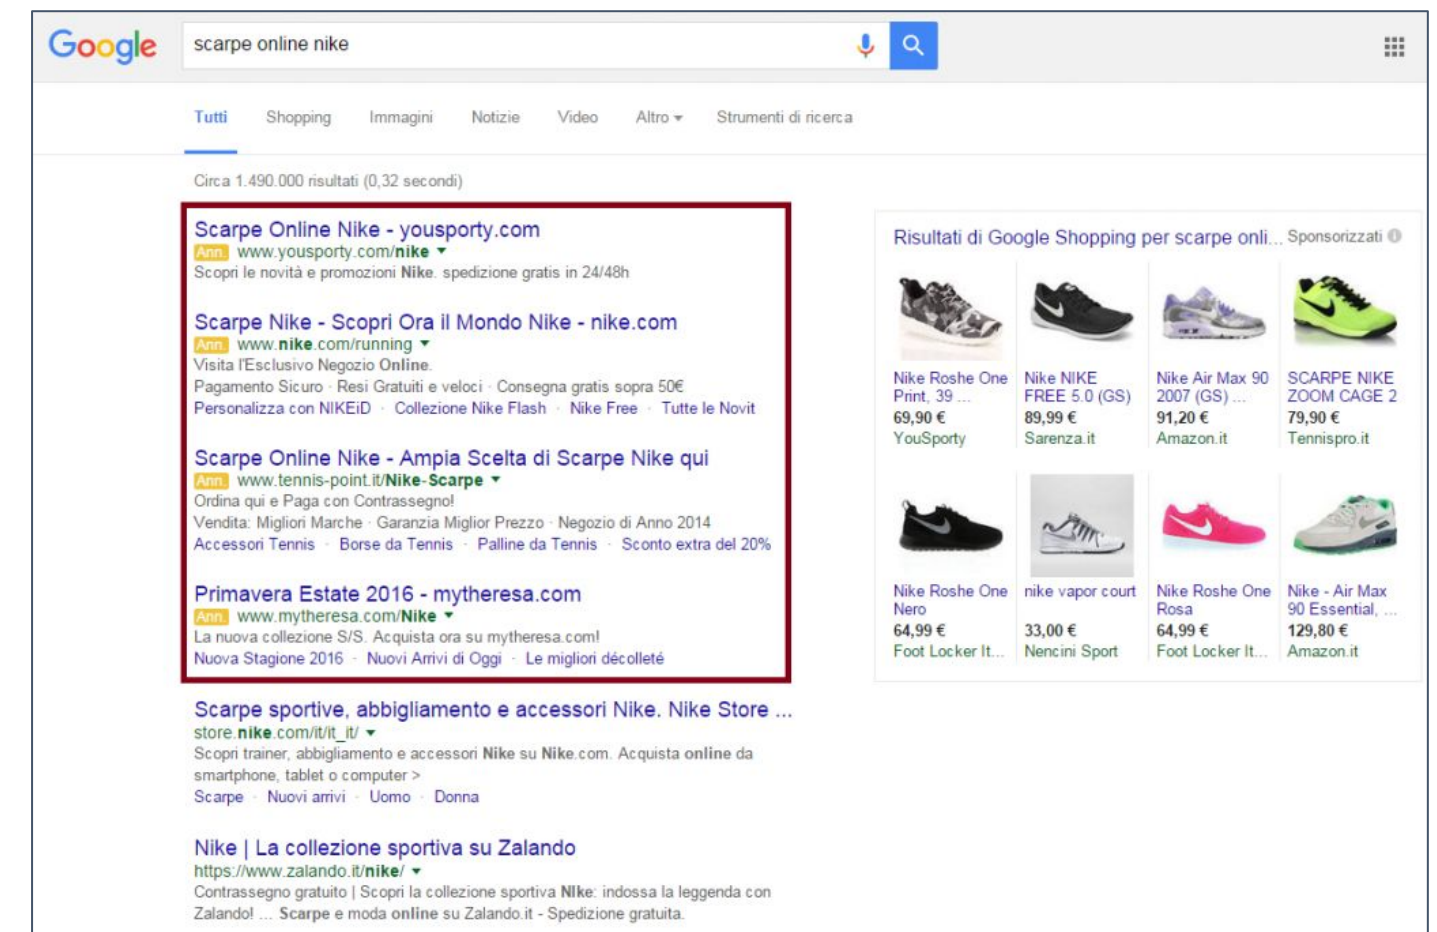 Google
scarpe online nike
Tutti Shopping Immagini Notizie Video Altro Strumenti di ricerca
Circa 1.490.000 risultati (0,32 secondi)
Scarpe Online Nike - yousporty.com
Ann. www.yousporty.com/nike
Scopri le novità e promozioni Nike. spedizione gratis in 24/48h
Scarpe Nike - Scopri Ora il Mondo Nike - nike.com
Ann. www.nike.com/running
Visita l'Esclusivo Negozio Online.
Pagamento Sicuro · Resi Gratuiti e veloci · Consegna gratis sopra 50€
Personalizza con NIKEiD · Collezione Nike Flash · Nike Free · Tutte le Novit
Scarpe Online Nike - Ampia Scelta di Scarpe Nike qui
Ann. www.tennis-point.it/Nike-Scarpe
Ordina qui e Paga con Contrassegno!
Vendita: Migliori Marche · Garanzia Miglior Prezzo · Negozio di Anno 2014
Accessori Tennis · Borse da Tennis · Palline da Tennis · Sconto extra del 20%
Primavera Estate 2016 - mytheresa.com
Ann. www.mytheresa.com/Nike
La nuova collezione S/S. Acquista ora su mytheresa.com!
Nuova Stagione 2016 · Nuovi Arrivi di Oggi · Le migliori décolleté
Scarpe sportive, abbigliamento e accessori Nike. Nike Store ...
store.nike.com/it/it_it/
Scopri trainer, abbigliamento e accessori Nike su Nike.com. Acquista online da
smartphone, tablet o computer >
Scarpe · Nuovi arrivi · Uomo · Donna
Nike | La collezione sportiva su Zalando
https://www.zalando.it/nike/
Contrassegno gratuito | Scopri la collezione sportiva NIke: indossa la leggenda con
Zalando! ... Scarpe e moda online su Zalando.it - Spedizione gratuita.
Risultati di Google Shopping per scarpe onli... Sponsorizzati
Nike Roshe One
Print, 39 ...
69,90 €
YouSporty
Nike NIKE
FREE 5.0 (GS)
89,99 €
Sarenza.it
Nike Air Max 90
2007 (GS) ...
91,20 €
Amazon.it
SCARPE NIKE
ZOOM CAGE 2
79,90 €
Tennispro.it
Nike Roshe One
Nero
64,99 €
Foot Locker It...
nike vapor court
33,00 €
Nencini Sport
Nike Roshe One
Rosa
64,99 €
Foot Locker It...
Nike - Air Max
90 Essential, ...
129,80 €
Amazon.it